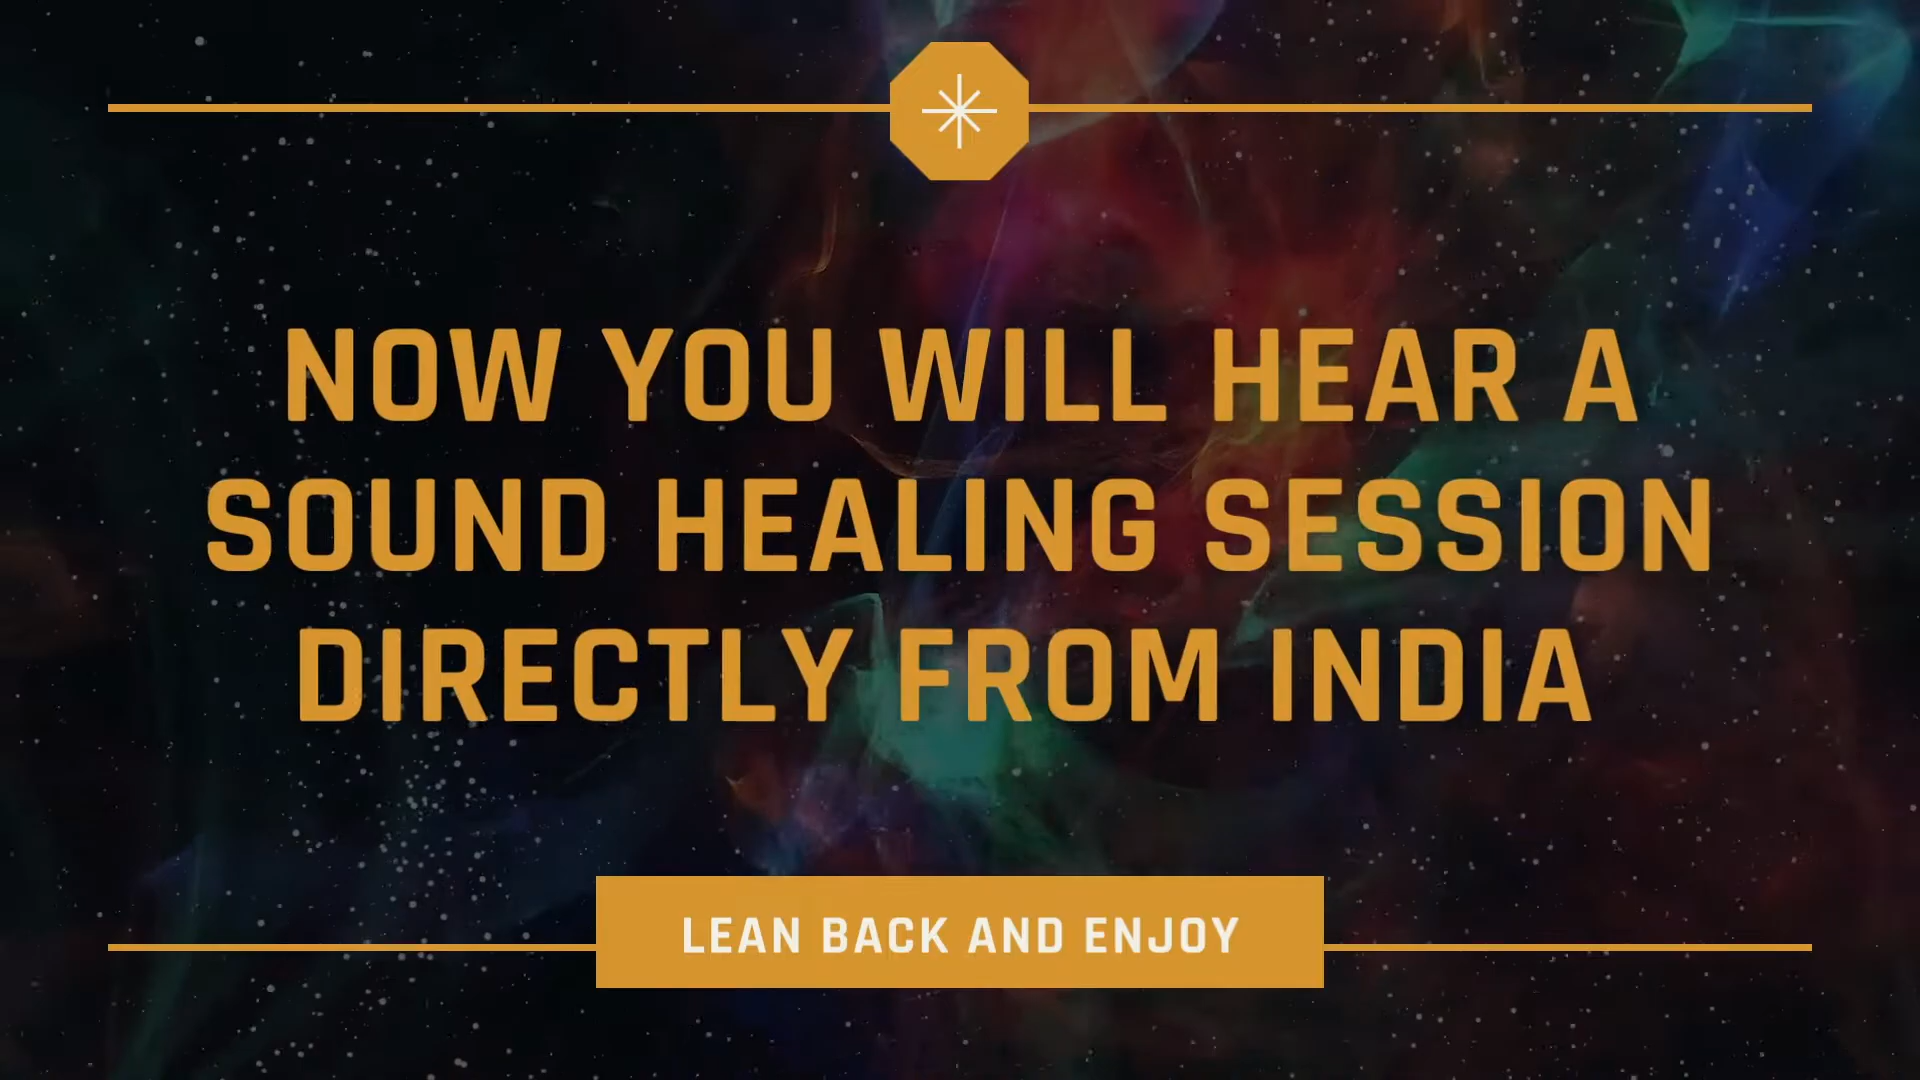 NOW YOU WILL HEAR A
SOUND HEALING SESSION
DIRECTLY FROM INDIA
LEAN BACK AND ENJOY